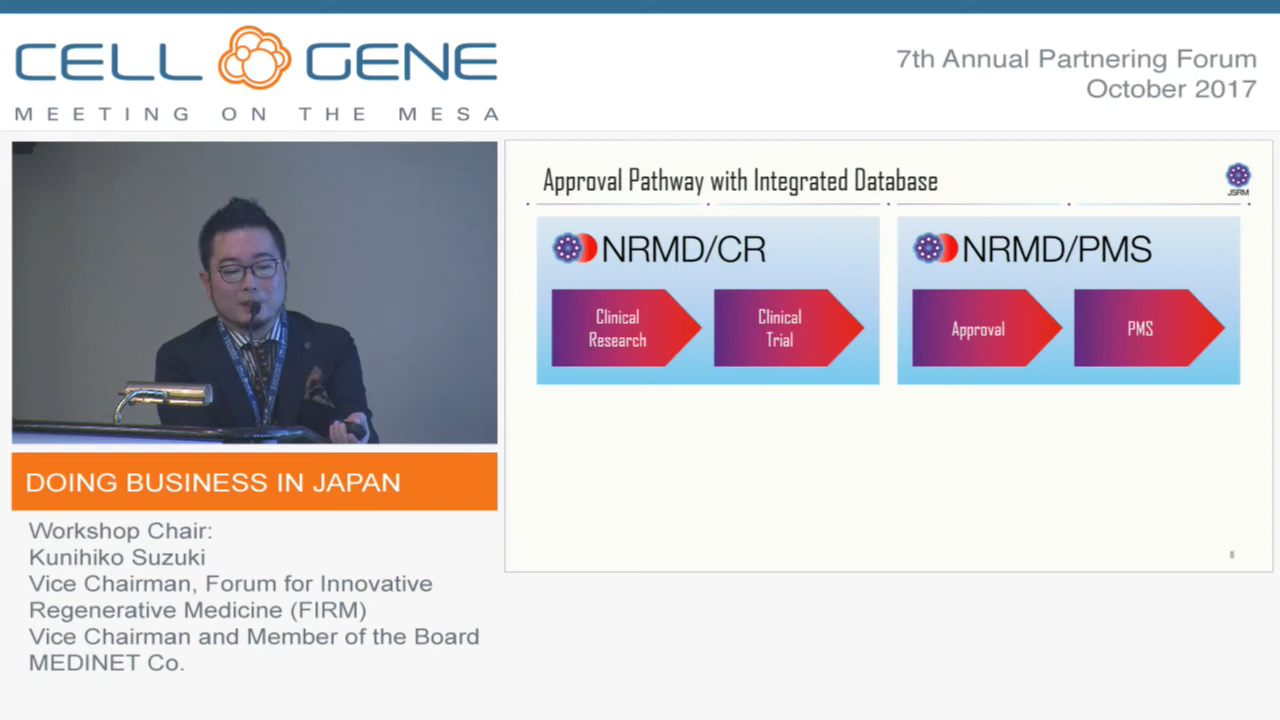 CELL GENE
MEETING ON THE MESA
7th Annual Partnering Forum
October 2017
Approval Pathway with Integrated Database
JSRM
NRMD/CR
Clinical
Research
Clinical
Trial
NRMD/PMS
Approval
PMS
8
DOING BUSINESS IN JAPAN
Workshop Chair:
Kunihiko Suzuki
Vice Chairman, Forum for Innovative
Regenerative Medicine (FIRM)
Vice Chairman and Member of the Board
MEDINET Co.